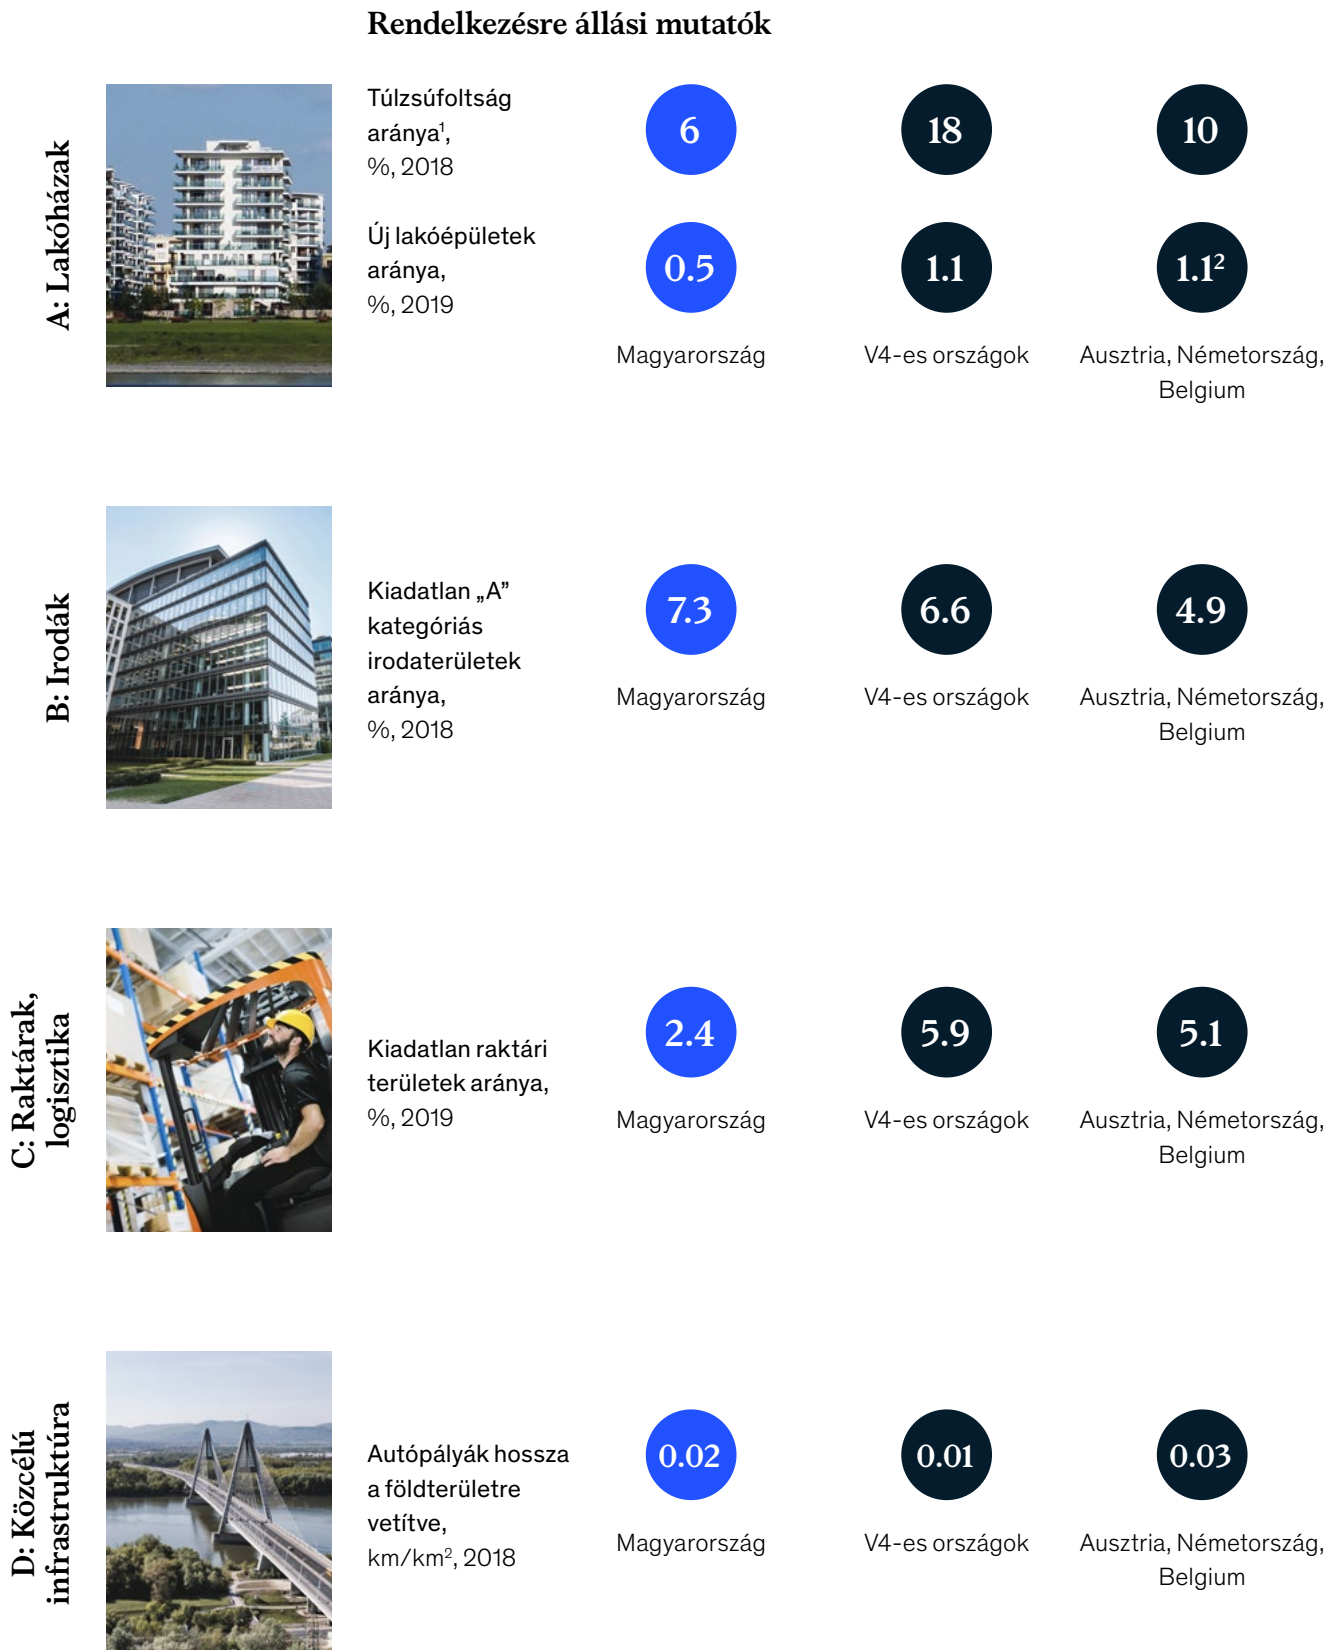 Rendelkezésre állási mutatók
A: Lakóházak
Túlzsúfoltság
aránya¹,
%, 2018
6
18
10
Új lakóépületek
aránya,
%, 2019
0.5
1.1
1.1²
Magyarország
V4-es országok
Ausztria, Németország,
Belgium
B: Irodák
Kiadatlan „A”
kategóriás
irodaterületek
aránya,
%, 2018
7.3
6.6
4.9
Magyarország
V4-es országok
Ausztria, Németország,
Belgium
C: Raktárak,
logisztika
Kiadatlan raktári
területek aránya,
%, 2019
2.4
5.9
5.1
Magyarország
V4-es országok
Ausztria, Németország,
Belgium
D: Közcélú
infrastruktúra
Autópályák hossza
a földterületre
vetítve,
km/km², 2018
0.02
0.01
0.03
Magyarország
V4-es országok
Ausztria, Németország,
Belgium